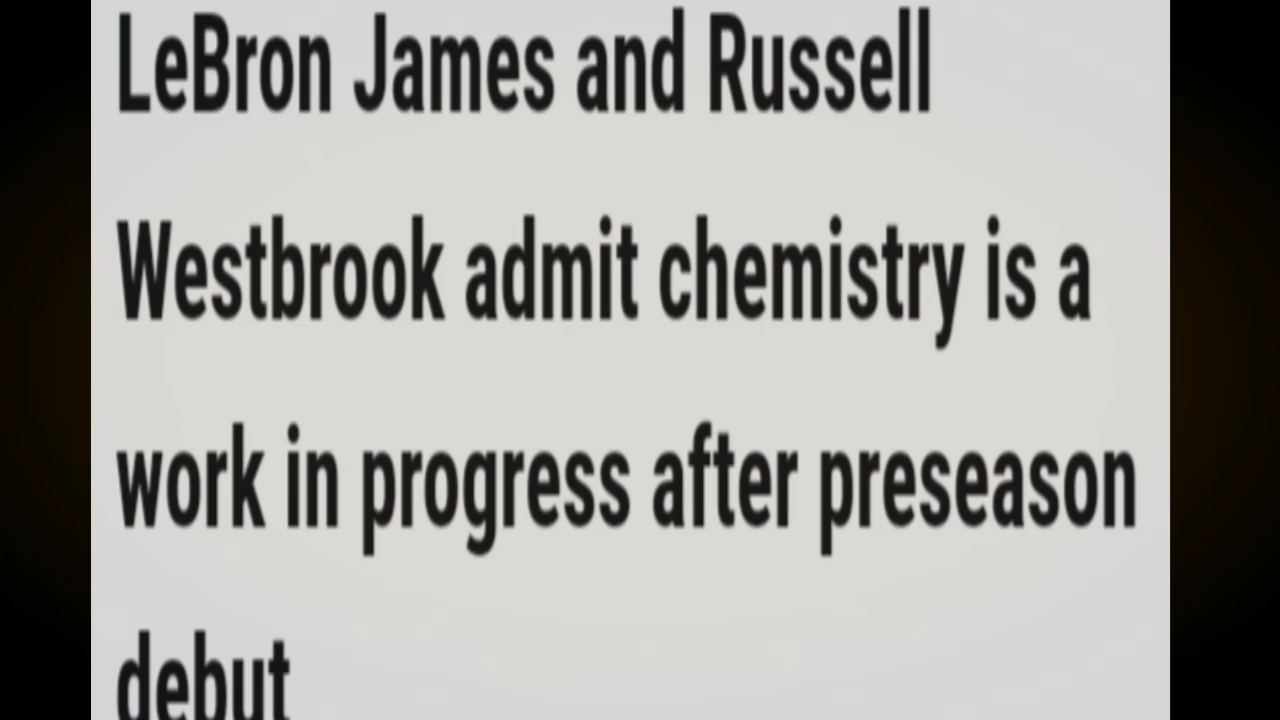 LeBron James and Russell
Westbrook admit chemistry is a
work in progress after preseason
debut